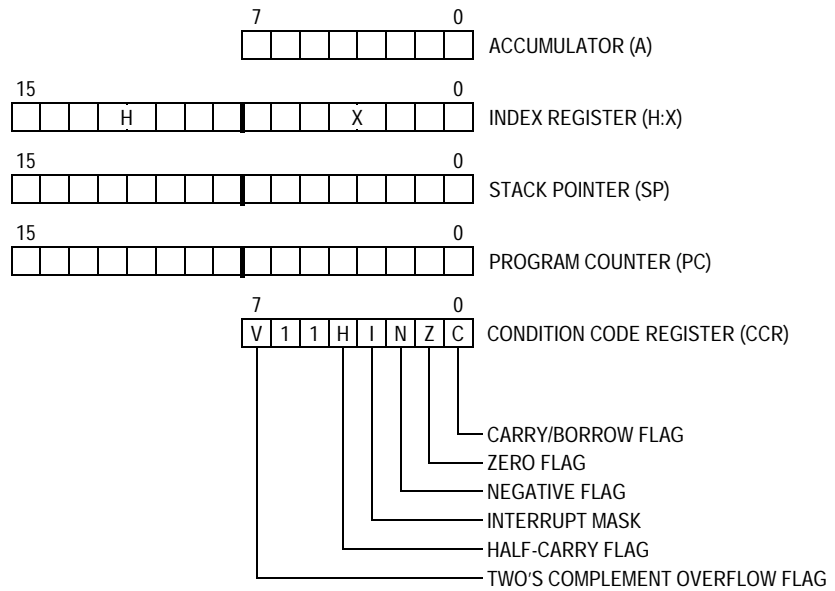 7 0
ACCUMULATOR (A)
15 0
H X INDEX REGISTER (H:X)
15 0
STACK POINTER (SP)
15 0
PROGRAM COUNTER (PC)
7 0
V 1 1 H I N Z C CONDITION CODE REGISTER (CCR)
CARRY/BORROW FLAG
ZERO FLAG
NEGATIVE FLAG
INTERRUPT MASK
HALF-CARRY FLAG
TWO'S COMPLEMENT OVERFLOW FLAG